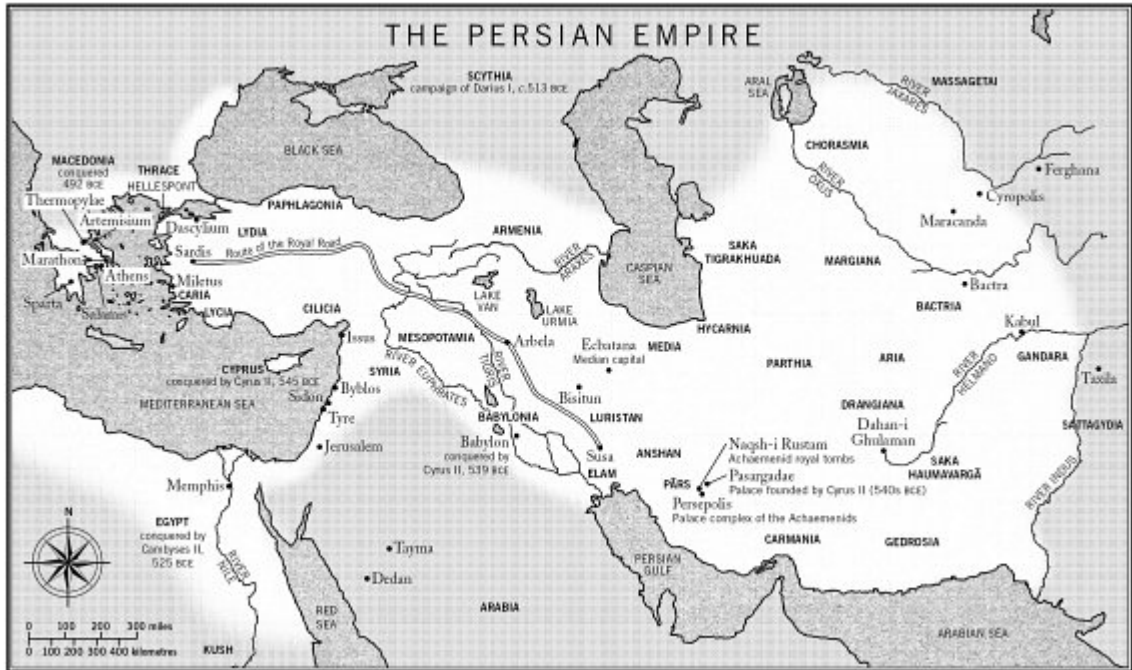 THE PERSIAN EMPIRE
SCYTHIA
campaign of Darius I, c.513 BCE
ARAL
SEA
RIVER
JAXARES
MASSAGETAI
BLACK SEA
CHORASMIA
MACEDONIA
conquered
492 BCE
THRACE
HELLESPONT
Thermopylae
Artemisium
Dascylium
PAPHLAGONIA
RIVER
OXUS
Ferghana
Cyropolis
Maracanda
LYDIA
Sardis
Route of the Royal Road
ARMENIA
RIVER
ARAXES
CASPIAN
SEA
SAKA
TIGRAKHUADA
MARGIANA
Marathon
Athens
Miletus
CARIA
Sparta
Salamis
LYCIA
CILICIA
LAKE
VAN
LAKE
URMIA
Bactra
BACTRIA
HYCARNIA
Issus
MESOPOTAMIA
Arbela
Ecbatana
Median capital
MEDIA
PARTHIA
ARIA
Kabul
GANDARA
Taxila
CYPRUS
conquered by Cyrus II, 545 BCE
SYRIA
RIVER EUPHRATES
RIVER
TIGRIS
Bisitun
RIVER
HELMAND
MEDITERRANEAN SEA
Byblos
Sidon
Tyre
BABYLONIA
LURISTAN
DRANGIANA
Dahan-i
Ghulaman
SATTAGYDIA
Jerusalem
Babylon
conquered by
Cyrus II, 539 BCE
Susa
ELAM
ANSHAN
Naqsh-i Rustam
Achaemenid royal tombs
SAKA
HAUMAVARGĀ
Memphis
PĀRS
Pasargadae
Palace founded by Cyrus II (540s BCE)
Persepolis
Palace complex of the Achaemenids
RIVER INDUS
N
EGYPT
conquered by
Cambyses II,
525 BCE
RIVER
NILE
Tayma
Dedan
CARMANIA
GEDROSIA
PERSIAN
GULF
RED
SEA
ARABIA
ARABIAN SEA
KUSH
0 100 200 300 miles
0 100 200 300 400 kilometres